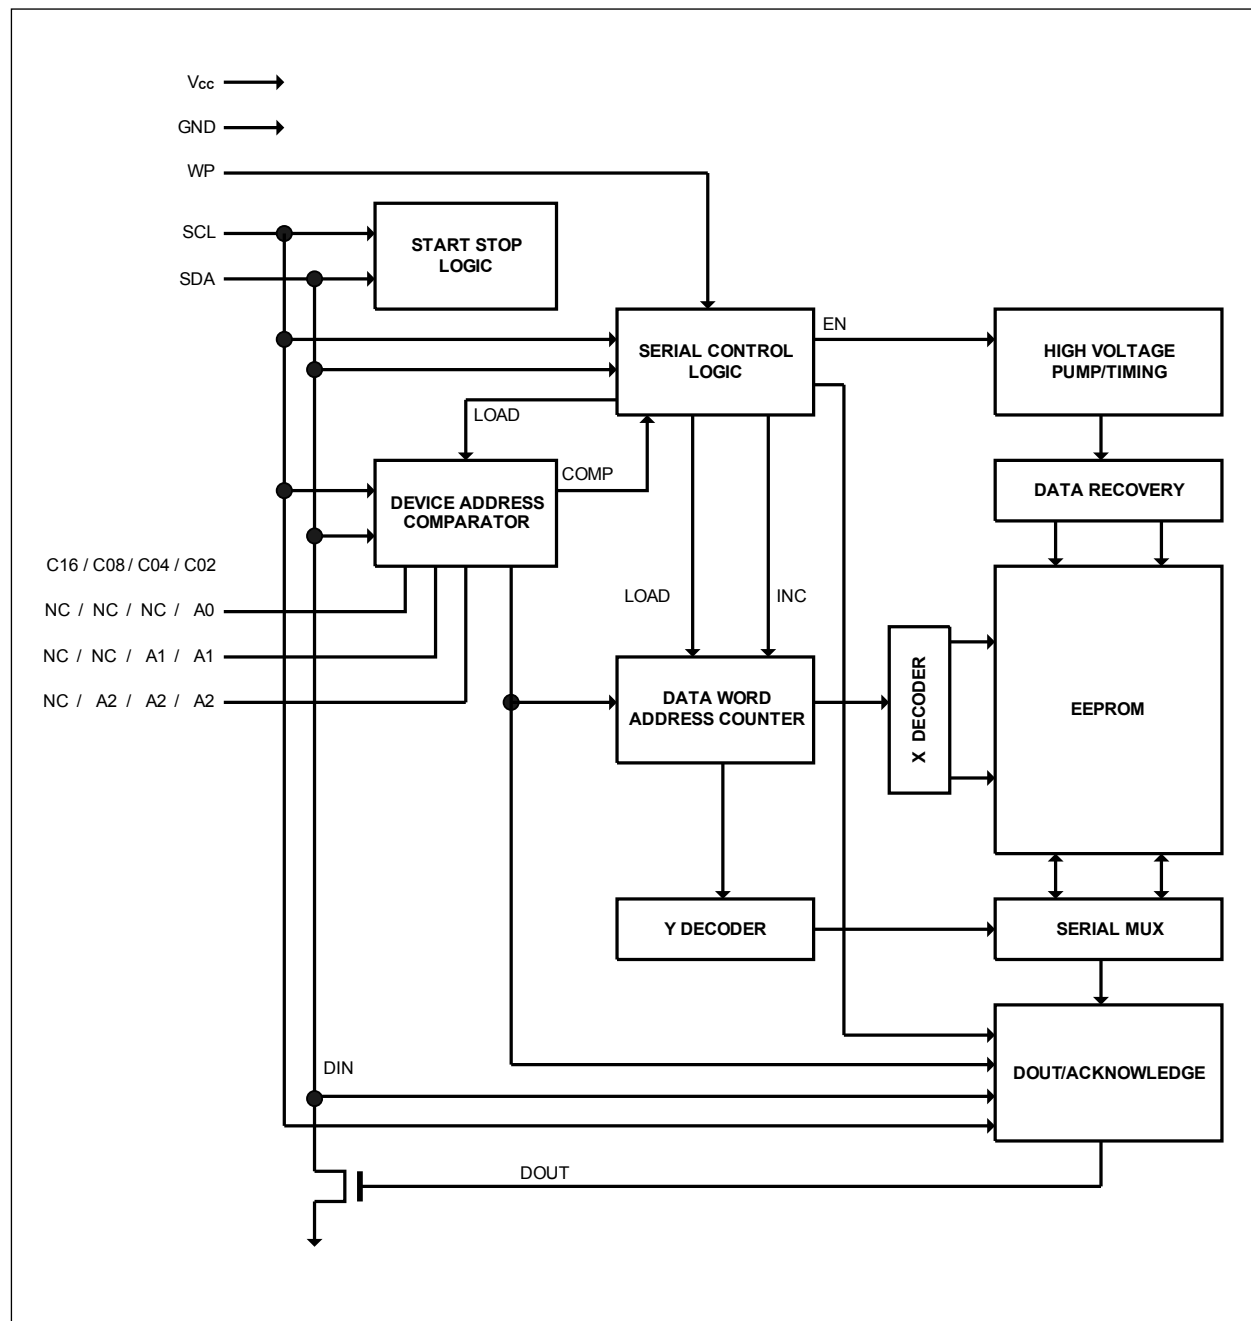 Vcc
GND
WP
SCL
SDA
START STOP
LOGIC
SERIAL CONTROL
LOGIC
EN
HIGH VOLTAGE
PUMP/TIMING
LOAD
COMP
DEVICE ADDRESS
COMPARATOR
DATA RECOVERY
C16 / C08 / C04 / C02
NC / NC / NC / A0
NC / NC / A1 / A1
NC / A2 / A2 / A2
LOAD
INC
DATA WORD
ADDRESS COUNTER
X DECODER
EEPROM
Y DECODER
SERIAL MUX
DIN
DOUT/ACKNOWLEDGE
DOUT